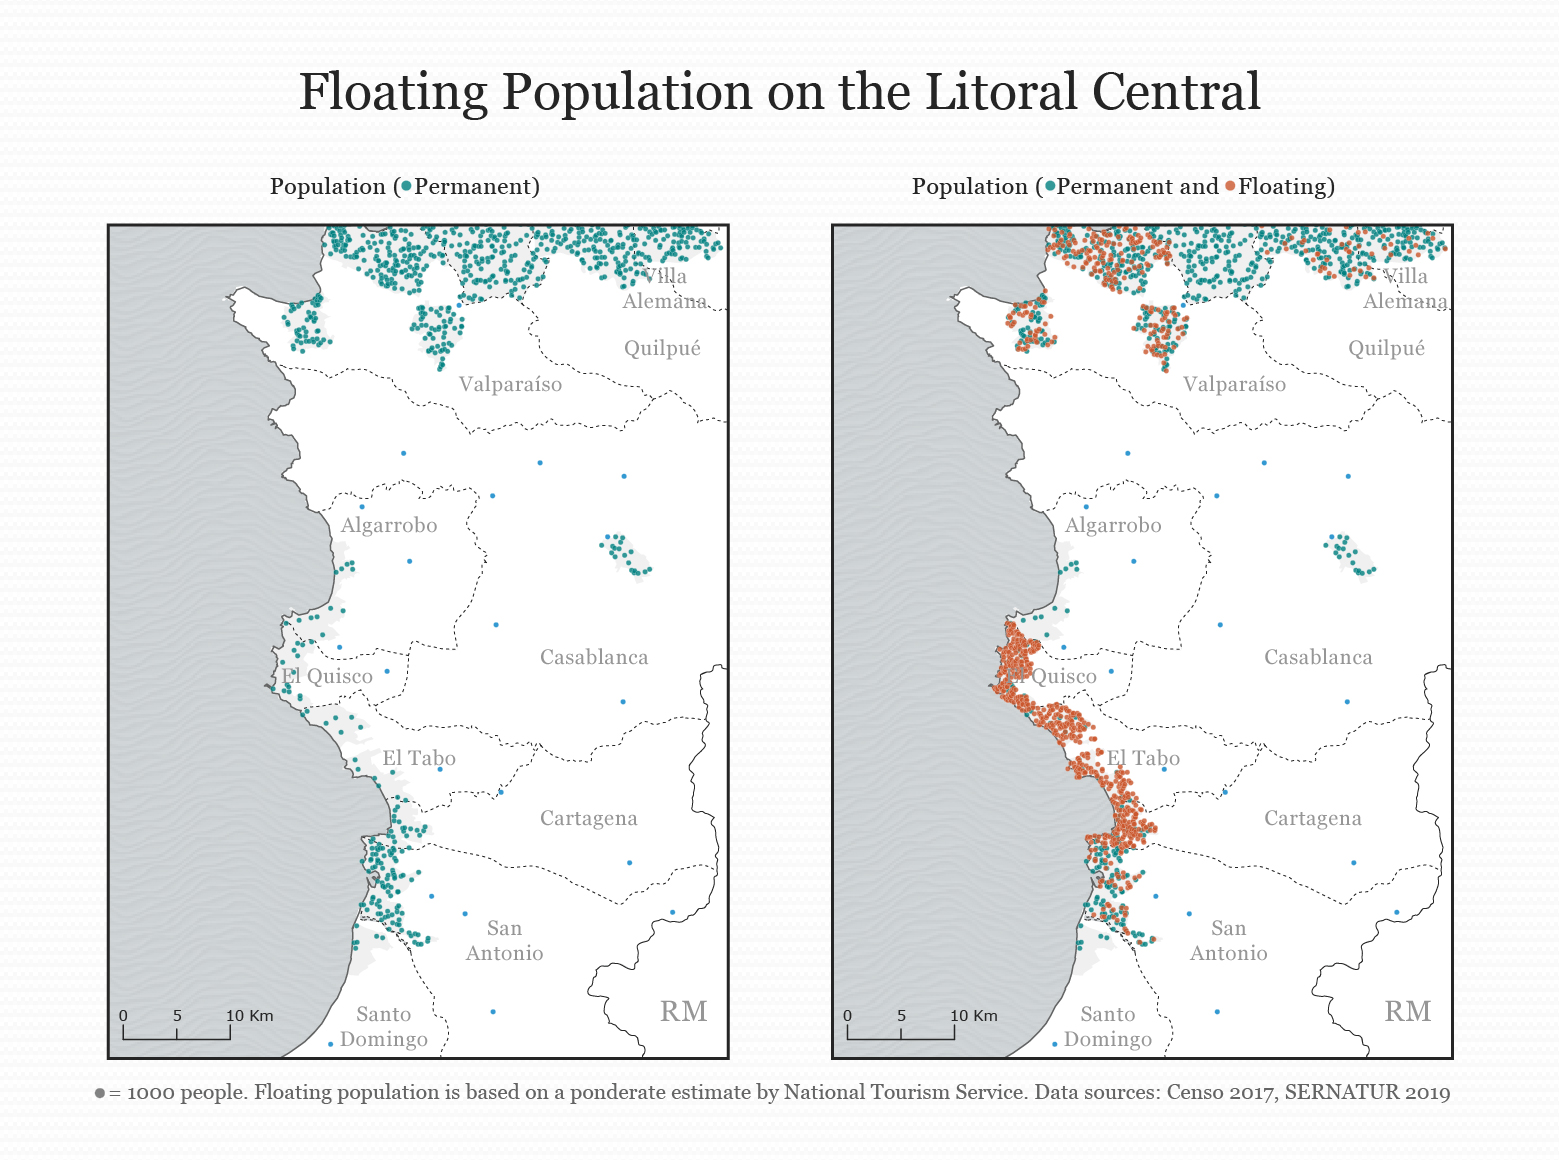 Floating Population on the Litoral Central
Population (●Permanent)
Population (●Permanent and ●Floating)
Villa
Alemana
Quilpué
Valparaíso
Algarrobo
Casablanca
El Quisco
El Tabo
Cartagena
San
Antonio
Santo
Domingo
RM
0 5 10 Km
Villa
Alemana
Quilpué
Valparaíso
Algarrobo
Casablanca
El Quisco
El Tabo
Cartagena
San
Antonio
Santo
Domingo
RM
0 5 10 Km
●= 1000 people. Floating population is based on a ponderate estimate by National Tourism Service. Data sources: Censo 2017, SERNATUR 2019